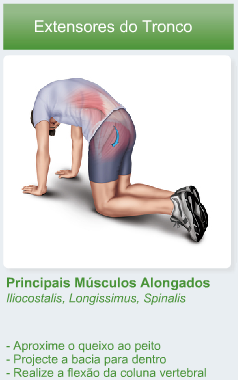 Extensores do Tronco
Principais Músculos Alongados
Iliocostalis, Longissimus, Spinalis
- Aproxime o queixo ao peito
- Projecte a bacia para dentro
- Realize a flexão da coluna vertebral